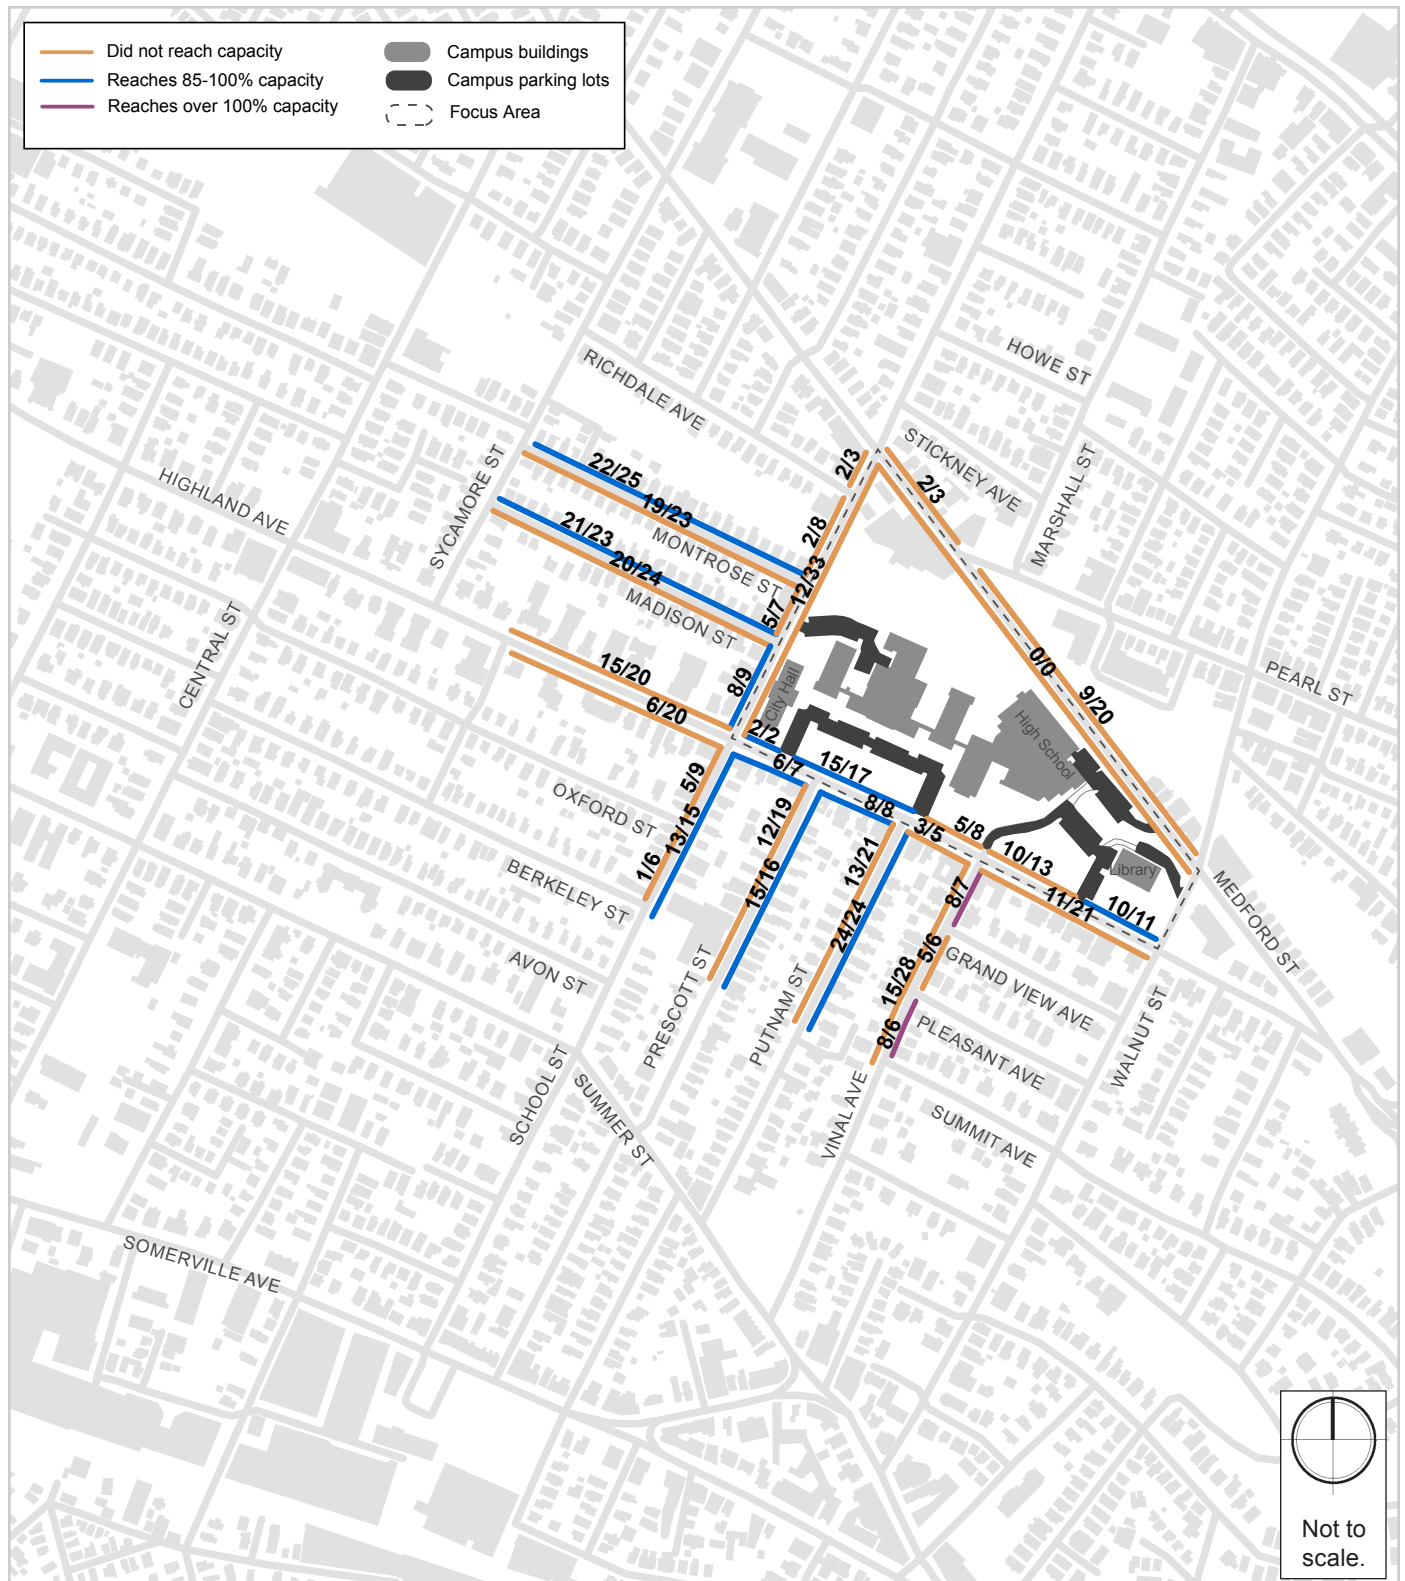 Did not reach capacity
Reaches 85-100% capacity
Reaches over 100% capacity
Campus buildings
Campus parking lots
Focus Area
HOWE ST
RICHDALE AVE
STICKNEY AVE
MARSHALL ST
2/3
2/3
22/25
19/23
HIGHLAND AVE
SYCAMORE ST
2/8
21/23
20/24
MONTROSE ST
12/33
5/7
MADISON ST
CENTRAL ST
15/20
6/20
8/9
City Hall
0/0
9/20
PEARL ST
High School
2/2
6/7
15/17
8/8
3/5
5/8
10/13
Library
10/11
11/21
MEDFORD ST
5/9
13/15
1/6
OXFORD ST
BERKELEY ST
AVON ST
12/19
15/16
13/21
24/24
8/7
5/6
15/28
8/6
GRAND VIEW AVE
PLEASANT AVE
SUMMIT AVE
WALNUT ST
PRESCOTT ST
PUTNAM ST
VINAL AVE
SCHOOL ST
SUMMER ST
SOMERVILLE AVE
Not to
scale.